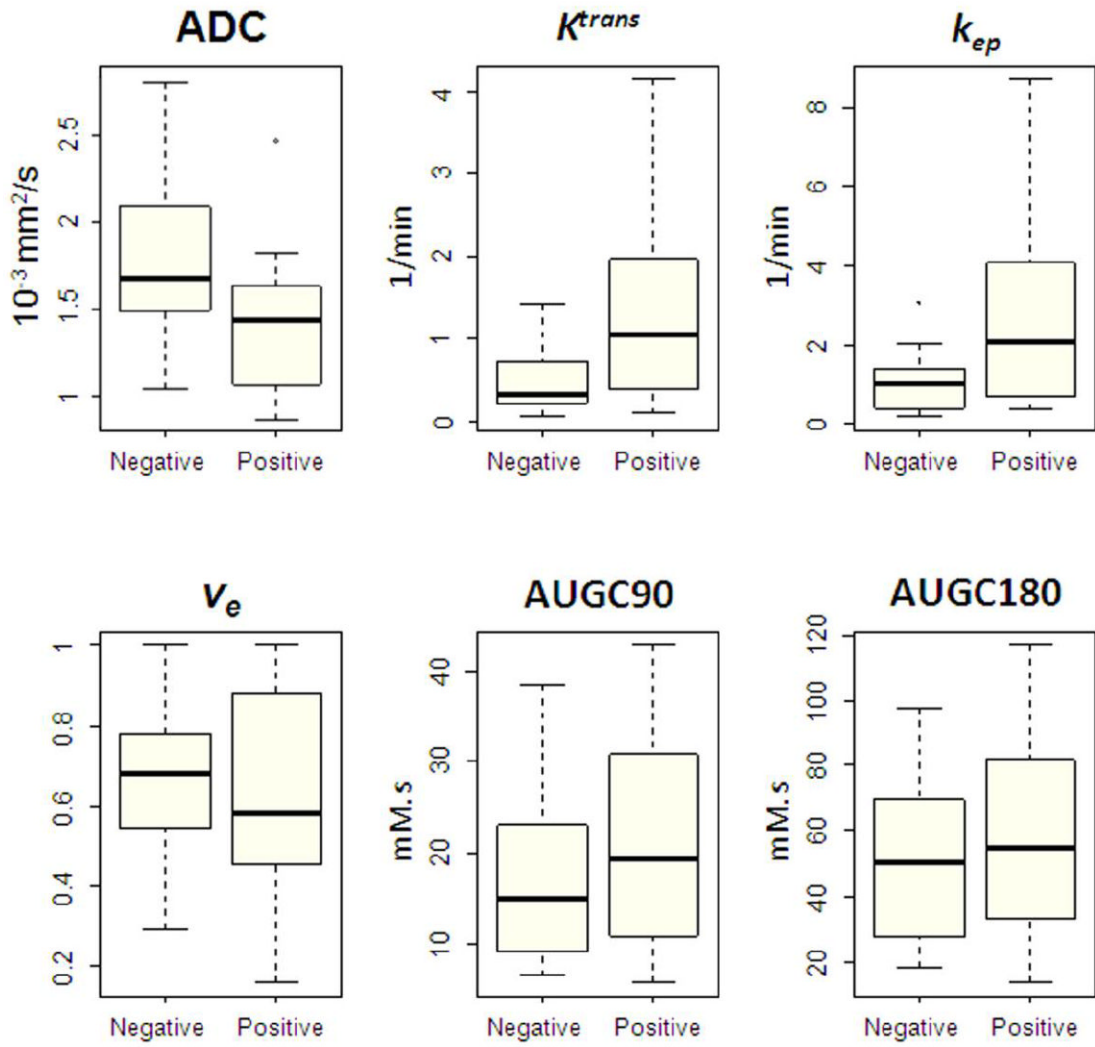 ADC
10⁻³ mm²/s
2.5
2
1.5
1
Negative Positive
K^trans
1/min
4
3
2
1
0
Negative Positive
k_ep
1/min
8
6
4
2
0
Negative Positive
v_e
1
0.8
0.6
0.4
0.2
Negative Positive
AUGC90
mM.s
40
30
20
10
Negative Positive
AUGC180
mM.s
120
100
80
60
40
20
Negative Positive